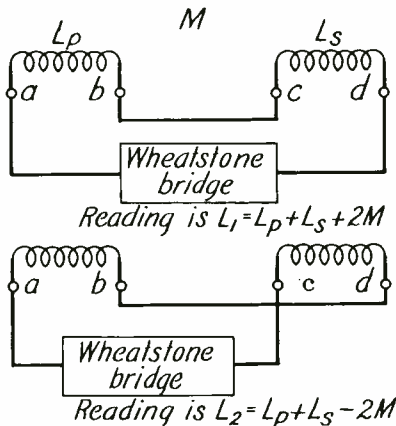 M
Lp Ls
a b c d
Wheatstone
bridge
Reading is L₁=Lp+Ls+2M
a b c d
Wheatstone
bridge
Reading is L₂=Lp+Ls−2M